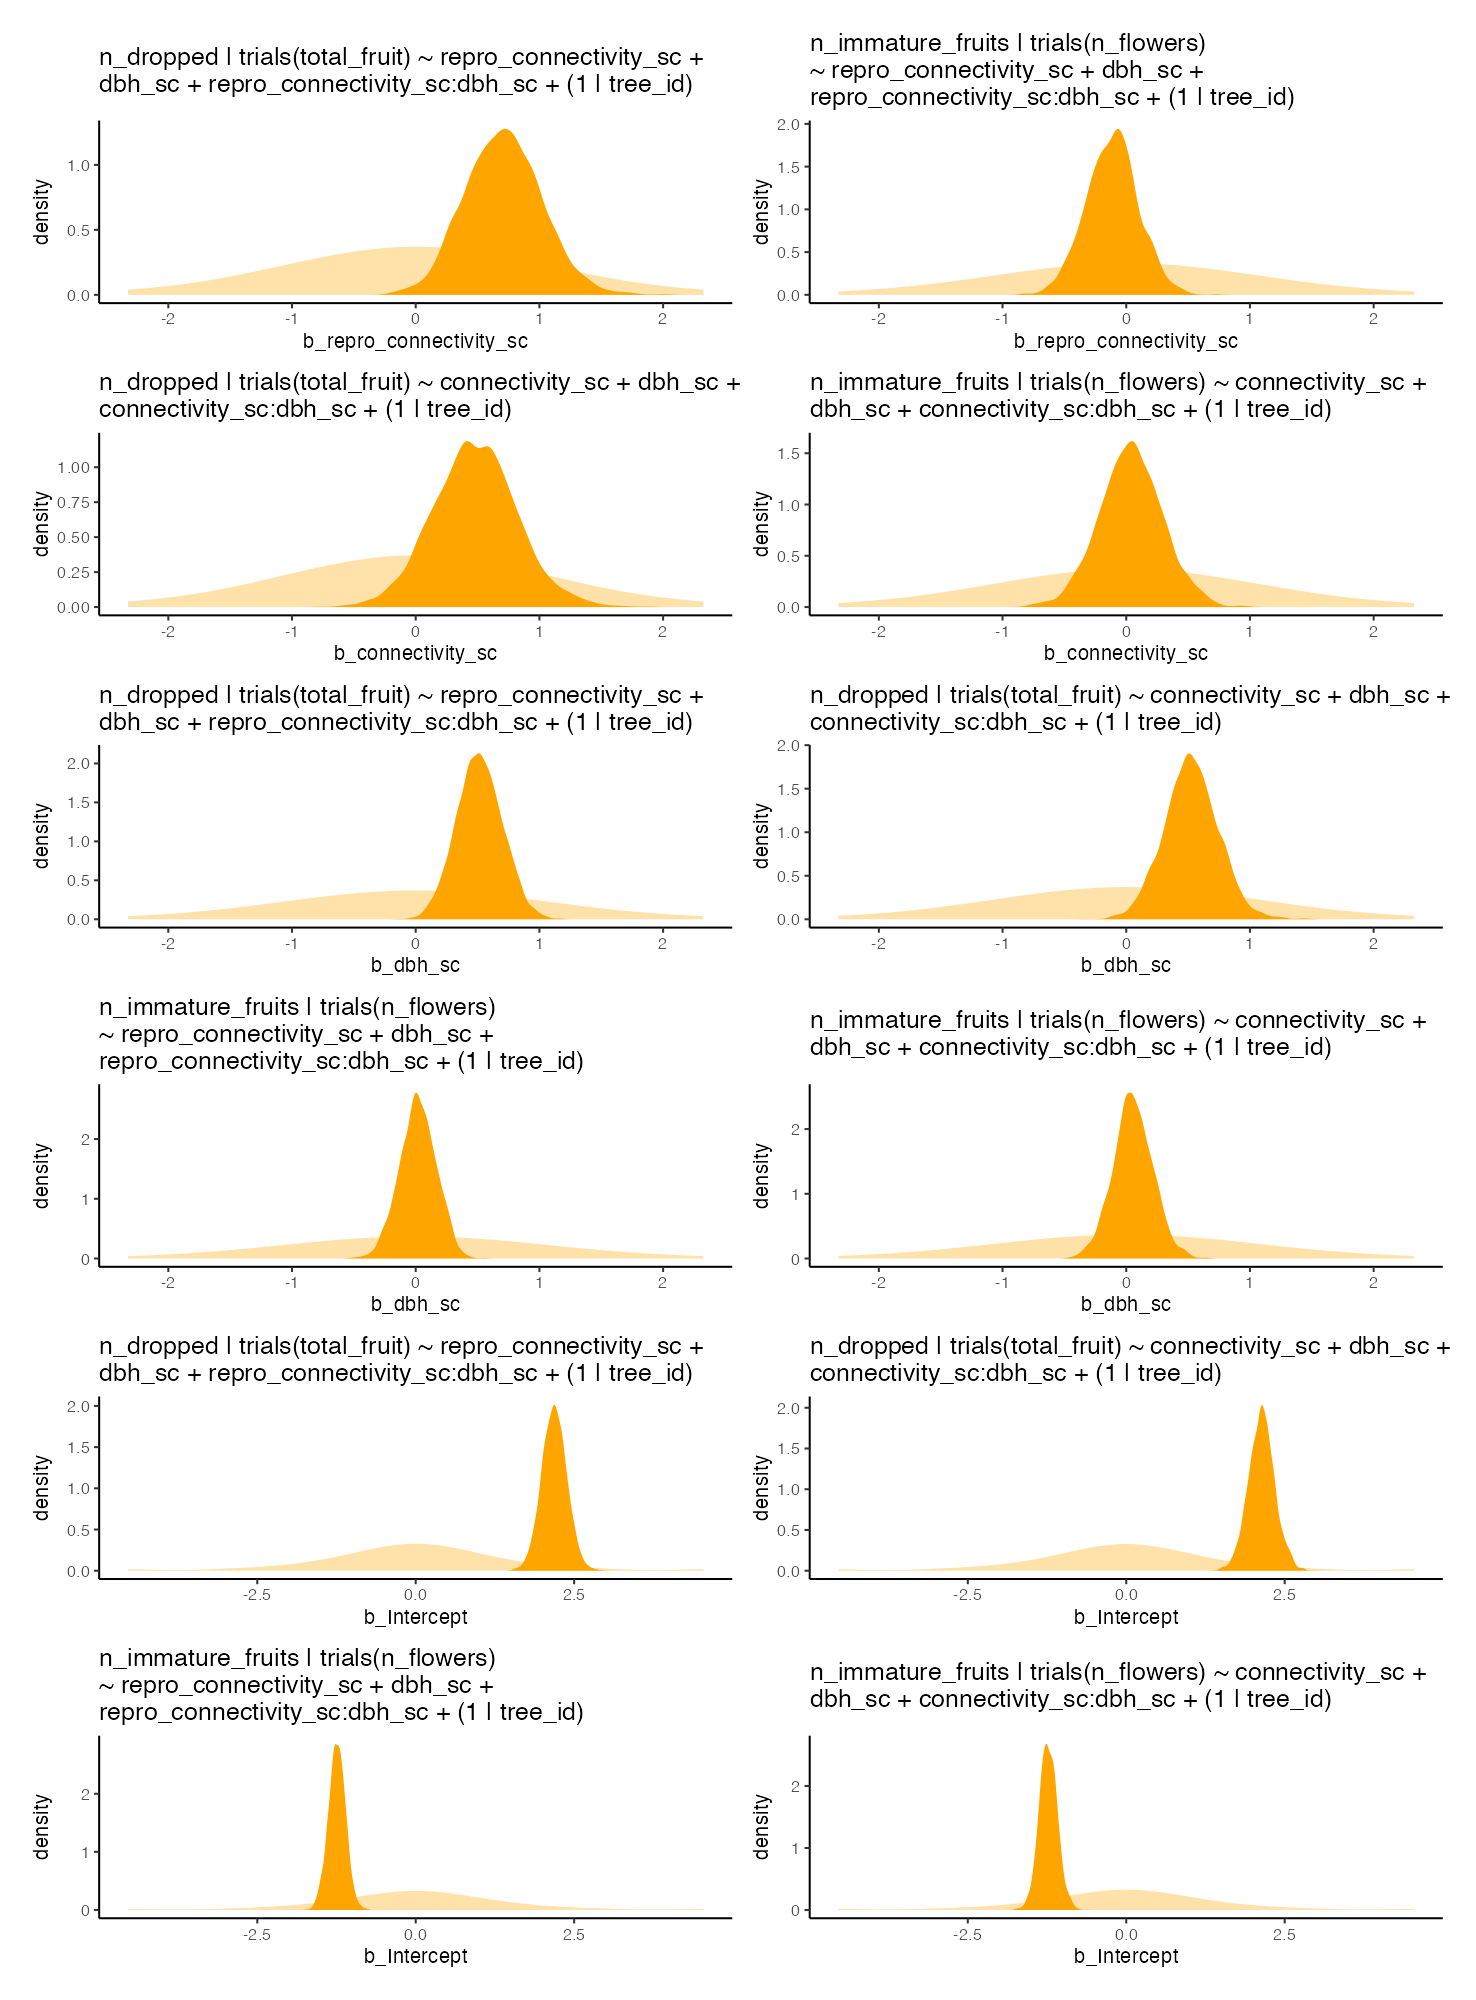 n_dropped | trials(total_fruit) ~ repro_connectivity_sc +
dbh_sc + repro_connectivity_sc:dbh_sc + (1 | tree_id)
density
1.0
0.5
0.0
-2
-1
0
1
2
b_repro_connectivity_sc
n_immature_fruits | trials(n_flowers)
~ repro_connectivity_sc + dbh_sc +
repro_connectivity_sc:dbh_sc + (1 | tree_id)
density
2.0
1.5
1.0
0.5
0.0
-2
-1
0
1
2
b_repro_connectivity_sc
n_dropped | trials(total_fruit) ~ connectivity_sc + dbh_sc +
connectivity_sc:dbh_sc + (1 | tree_id)
density
1.00
0.75
0.50
0.25
0.00
-2
-1
0
1
2
b_connectivity_sc
n_immature_fruits | trials(n_flowers) ~ connectivity_sc +
dbh_sc + connectivity_sc:dbh_sc + (1 | tree_id)
density
1.5
1.0
0.5
0.0
-2
-1
0
1
2
b_connectivity_sc
n_dropped | trials(total_fruit) ~ repro_connectivity_sc +
dbh_sc + repro_connectivity_sc:dbh_sc + (1 | tree_id)
density
2.0
1.5
1.0
0.5
0.0
-2
-1
0
1
2
b_dbh_sc
n_dropped | trials(total_fruit) ~ connectivity_sc + dbh_sc +
connectivity_sc:dbh_sc + (1 | tree_id)
density
2.0
1.5
1.0
0.5
0.0
-2
-1
0
1
2
b_dbh_sc
n_immature_fruits | trials(n_flowers)
~ repro_connectivity_sc + dbh_sc +
repro_connectivity_sc:dbh_sc + (1 | tree_id)
density
2
1
0
-2
-1
0
1
2
b_dbh_sc
n_immature_fruits | trials(n_flowers) ~ connectivity_sc +
dbh_sc + connectivity_sc:dbh_sc + (1 | tree_id)
density
2
1
0
-2
-1
0
1
2
b_dbh_sc
n_dropped | trials(total_fruit) ~ repro_connectivity_sc +
dbh_sc + repro_connectivity_sc:dbh_sc + (1 | tree_id)
density
2.0
1.5
1.0
0.5
0.0
-2.5
0.0
2.5
b_Intercept
n_dropped | trials(total_fruit) ~ connectivity_sc + dbh_sc +
connectivity_sc:dbh_sc + (1 | tree_id)
density
2.0
1.5
1.0
0.5
0.0
-2.5
0.0
2.5
b_Intercept
n_immature_fruits | trials(n_flowers)
~ repro_connectivity_sc + dbh_sc +
repro_connectivity_sc:dbh_sc + (1 | tree_id)
density
2
1
0
-2.5
0.0
2.5
b_Intercept
n_immature_fruits | trials(n_flowers) ~ connectivity_sc +
dbh_sc + connectivity_sc:dbh_sc + (1 | tree_id)
density
2
1
0
-2.5
0.0
2.5
b_Intercept